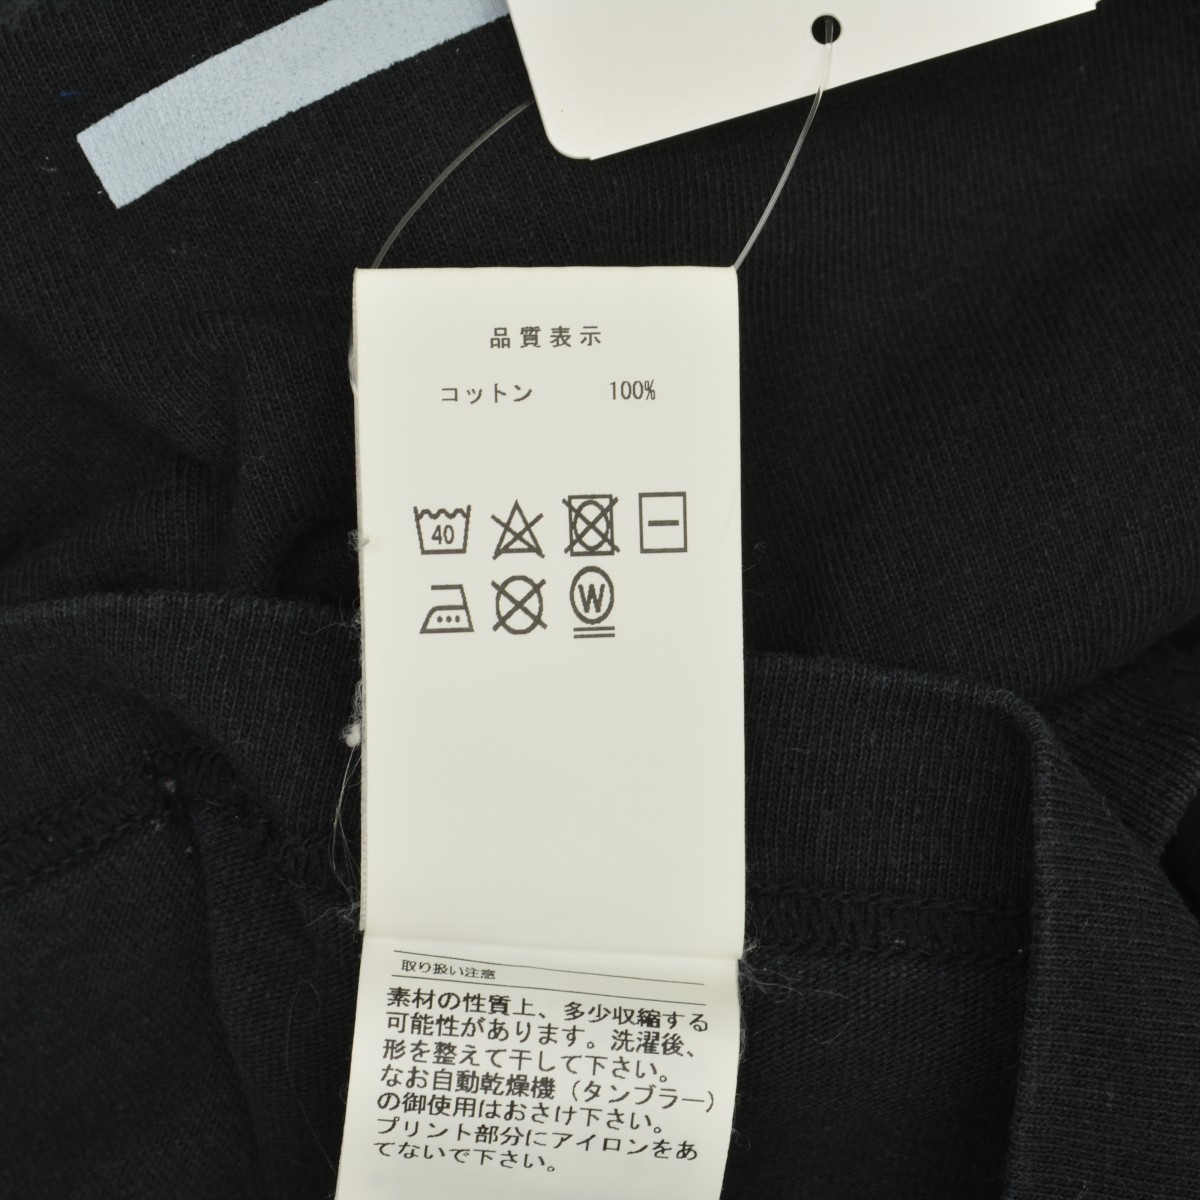 品質表示
コットン 100%
40
W
取り扱い注意
素材の性質上、多少収縮する
可能性があります。洗濯後、
形を整えて干して下さい。
なお自動乾燥機（タンブラー）
の御使用はおさけ下さい。
プリント部分にアイロンをあ
てないで下さい。